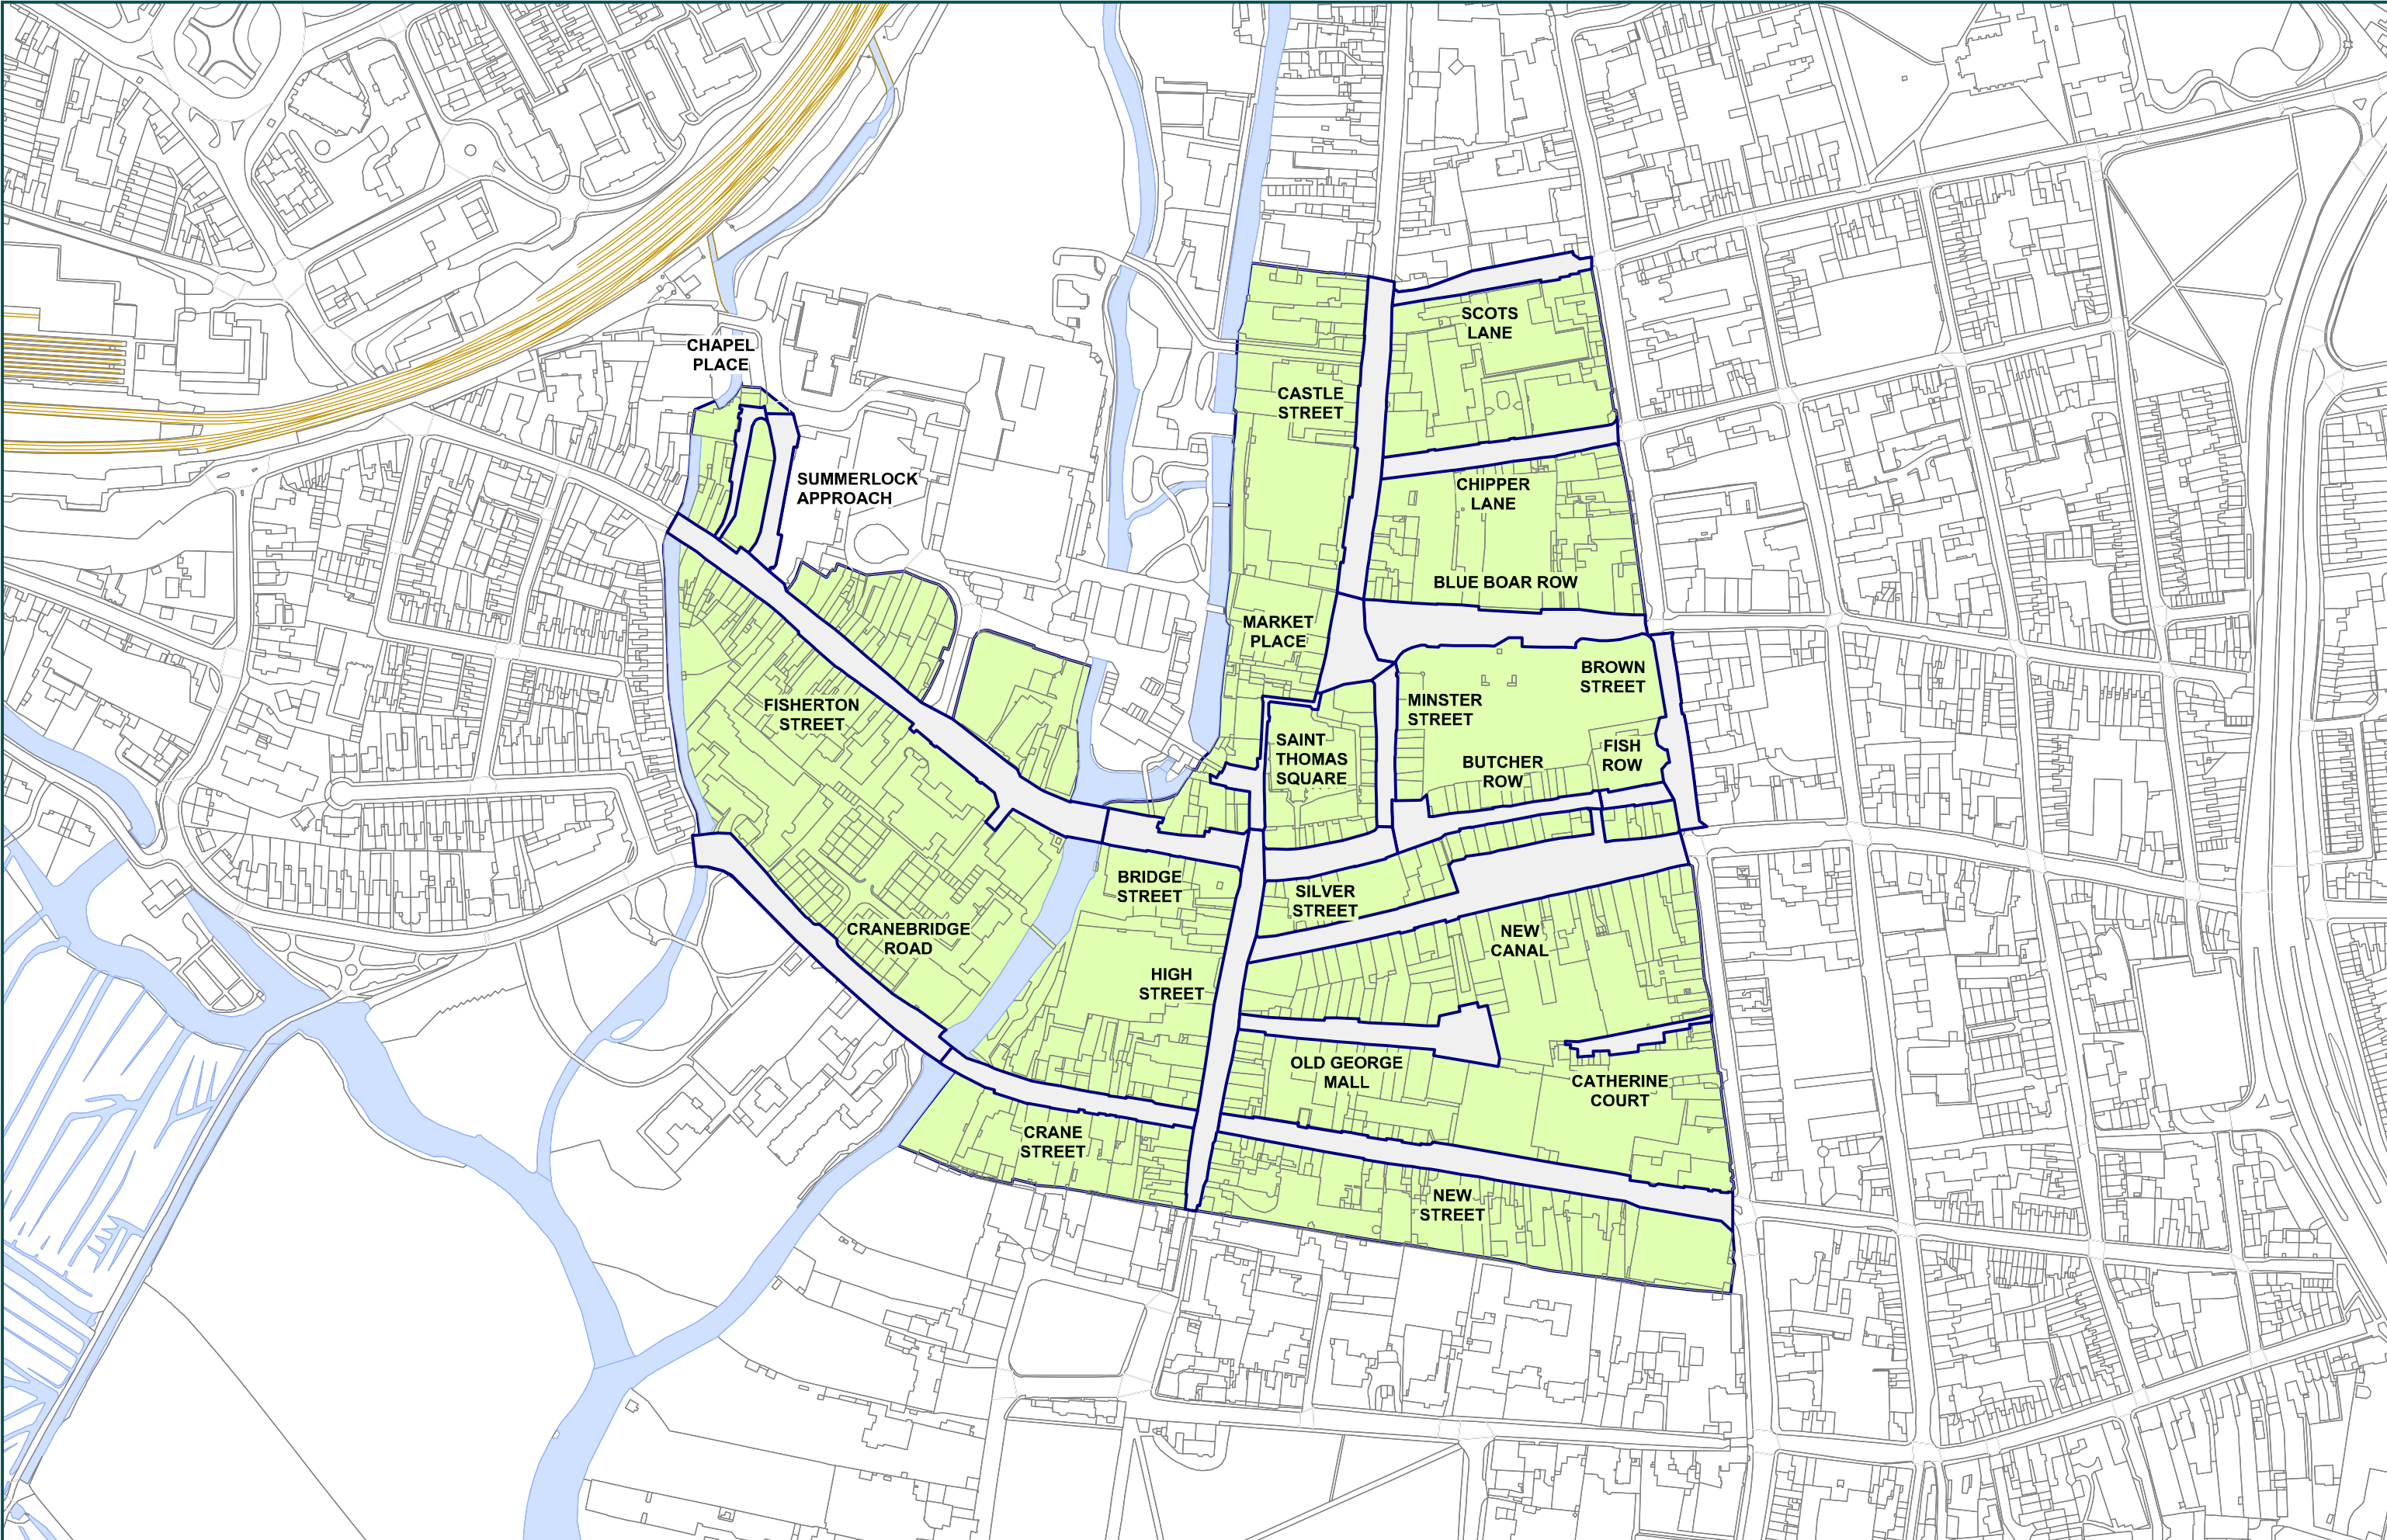 SCOTS
LANE
CHAPEL
PLACE
CASTLE
STREET
SUMMERLOCK
APPROACH
CHIPPER
LANE
BLUE BOAR ROW
MARKET
PLACE
BROWN
STREET
FISHERTON
STREET
MINSTER
STREET
SAINT
THOMAS
SQUARE
BUTCHER
ROW
FISH
ROW
BRIDGE
STREET
SILVER
STREET
CRANEBRIDGE
ROAD
NEW
CANAL
HIGH
STREET
OLD GEORGE
MALL
CATHERINE
COURT
CRANE
STREET
NEW
STREET